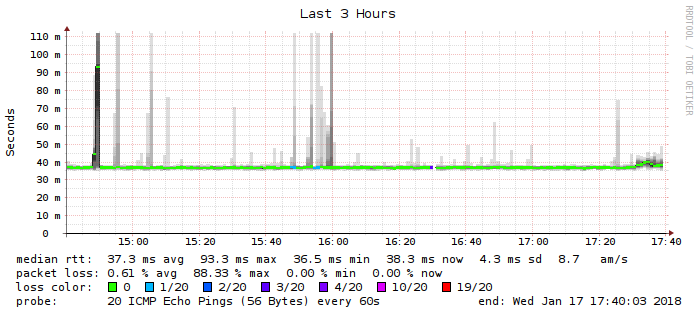 Last 3 Hours
RRDTOOL / TOBI OETIKER
Seconds
110 m
100 m
90 m
80 m
70 m
60 m
50 m
40 m
30 m
20 m
10 m
0
15:00 15:20 15:40 16:00 16:20 16:40 17:00 17:20 17:40
median rtt: 37.3 ms avg 93.3 ms max 36.5 ms min 38.3 ms now 4.3 ms sd 8.7 am/s
packet loss: 0.61 % avg 88.33 % max 0.00 % min 0.00 % now
loss color: 0 1/20 2/20 3/20 4/20 10/20 19/20
probe: 20 ICMP Echo Pings (56 Bytes) every 60s end: Wed Jan 17 17:40:03 2018